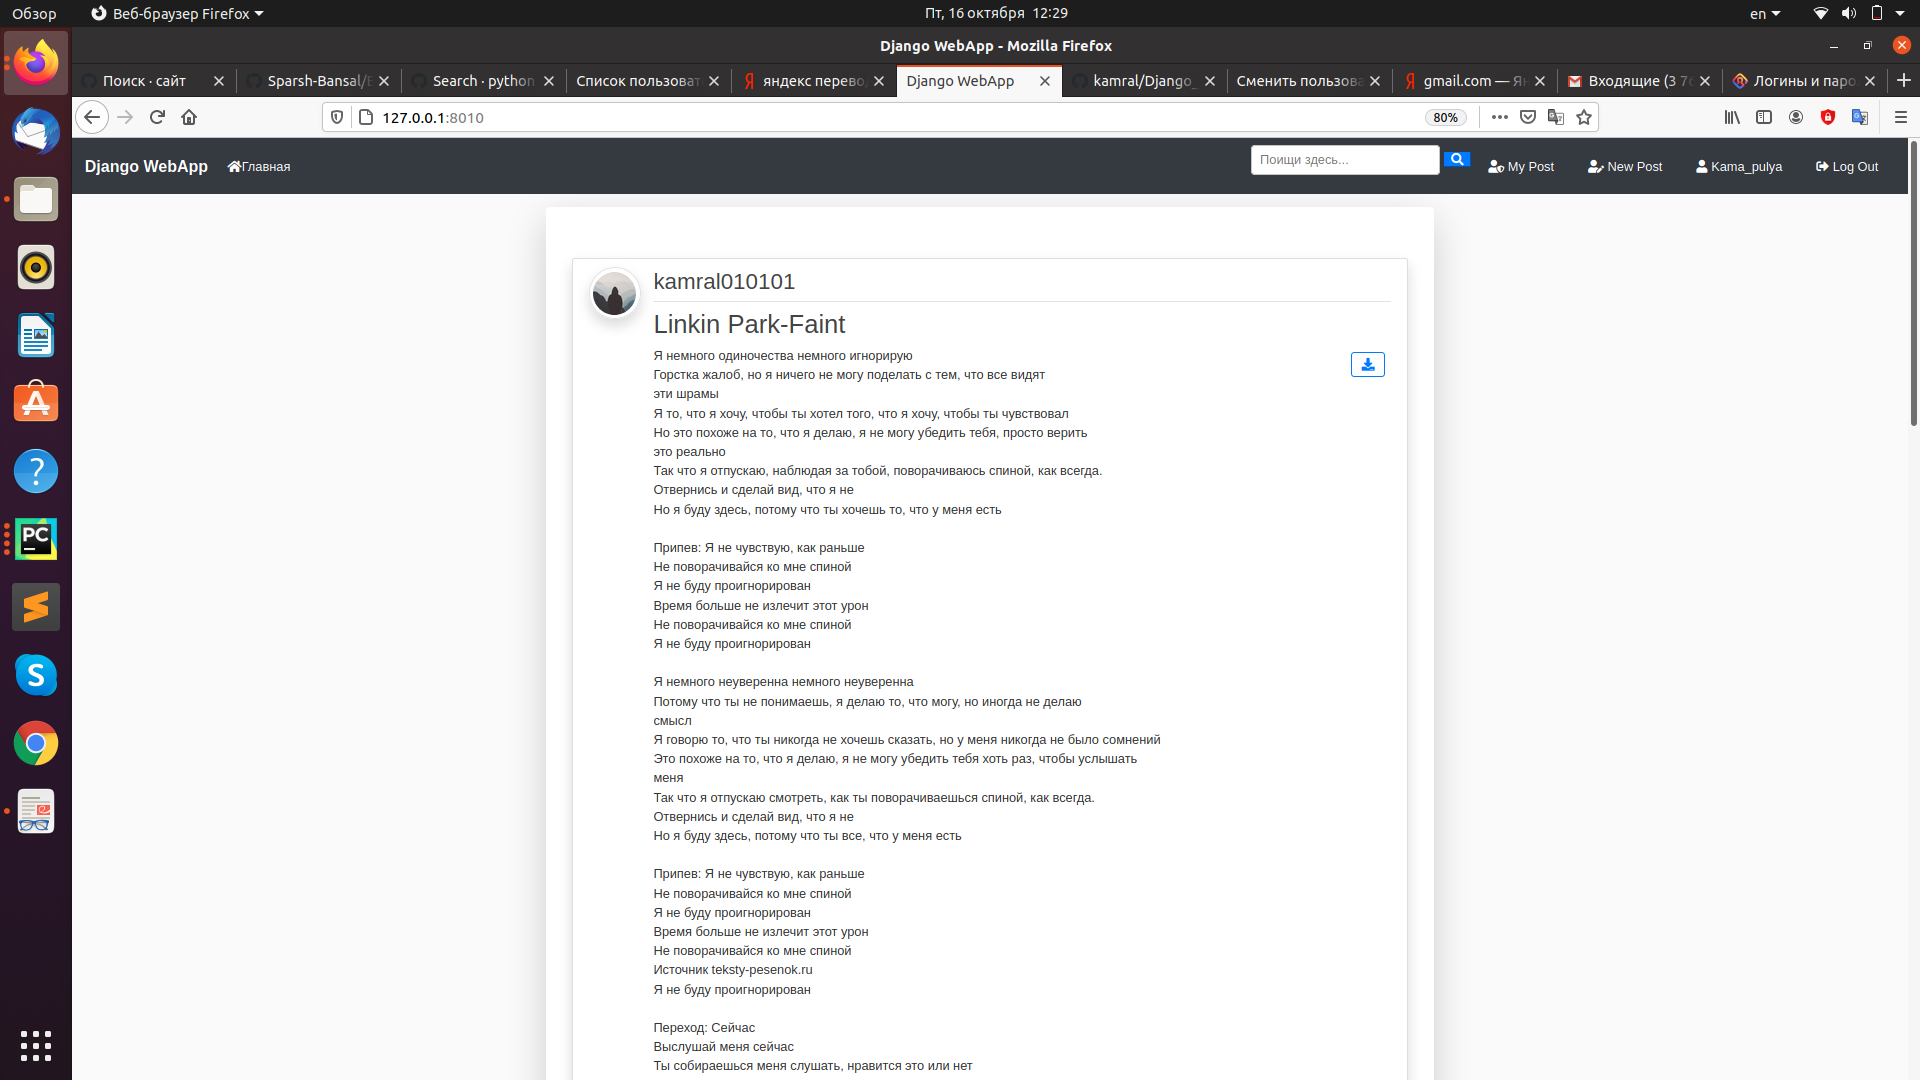 Обзор
Веб-браузер Firefox
Пт, 16 октября 12:29
en
Django WebApp - Mozilla Firefox
Поиск · сайт
Sparsh-Bansal/
Search · python
Список пользоват
яндекс перево
Django WebApp
kamral/Django_
Сменить пользова
gmail.com — Ян
Входящие (3 7
Логины и паро
127.0.0.1:8010
80%
Django WebApp
Главная
Поищи здесь...
My Post
New Post
Kama_pulya
Log Out
kamral010101
Linkin Park-Faint
Я немного одиночества немного игнорирую
Горстка жалоб, но я ничего не могу поделать с тем, что все видят
эти шрамы
Я то, что я хочу, чтобы ты хотел того, что я хочу, чтобы ты чувствовал
Но это похоже на то, что я делаю, я не могу убедить тебя, просто верить
это реально
Так что я отпускаю, наблюдая за тобой, поворачиваюсь спиной, как всегда.
Отвернись и сделай вид, что я не
Но я буду здесь, потому что ты хочешь то, что у меня есть
Припев: Я не чувствую, как раньше
Не поворачивайся ко мне спиной
Я не буду проигнорирован
Время больше не излечит этот урон
Не поворачивайся ко мне спиной
Я не буду проигнорирован
Я немного неуверенна немного неуверенна
Потому что ты не понимаешь, я делаю то, что могу, но иногда не делаю
смысл
Я говорю то, что ты никогда не хочешь сказать, но у меня никогда не было сомнений
Это похоже на то, что я делаю, я не могу убедить тебя хоть раз, чтобы услышать
меня
Так что я отпускаю смотреть, как ты поворачиваешься спиной, как всегда.
Отвернись и сделай вид, что я не
Но я буду здесь, потому что ты все, что у меня есть
Припев: Я не чувствую, как раньше
Не поворачивайся ко мне спиной
Я не буду проигнорирован
Время больше не излечит этот урон
Не поворачивайся ко мне спиной
Источник teksty-pesenok.ru
Я не буду проигнорирован
Переход: Сейчас
Выслушай меня сейчас
Ты собираешься меня слушать, нравится это или нет